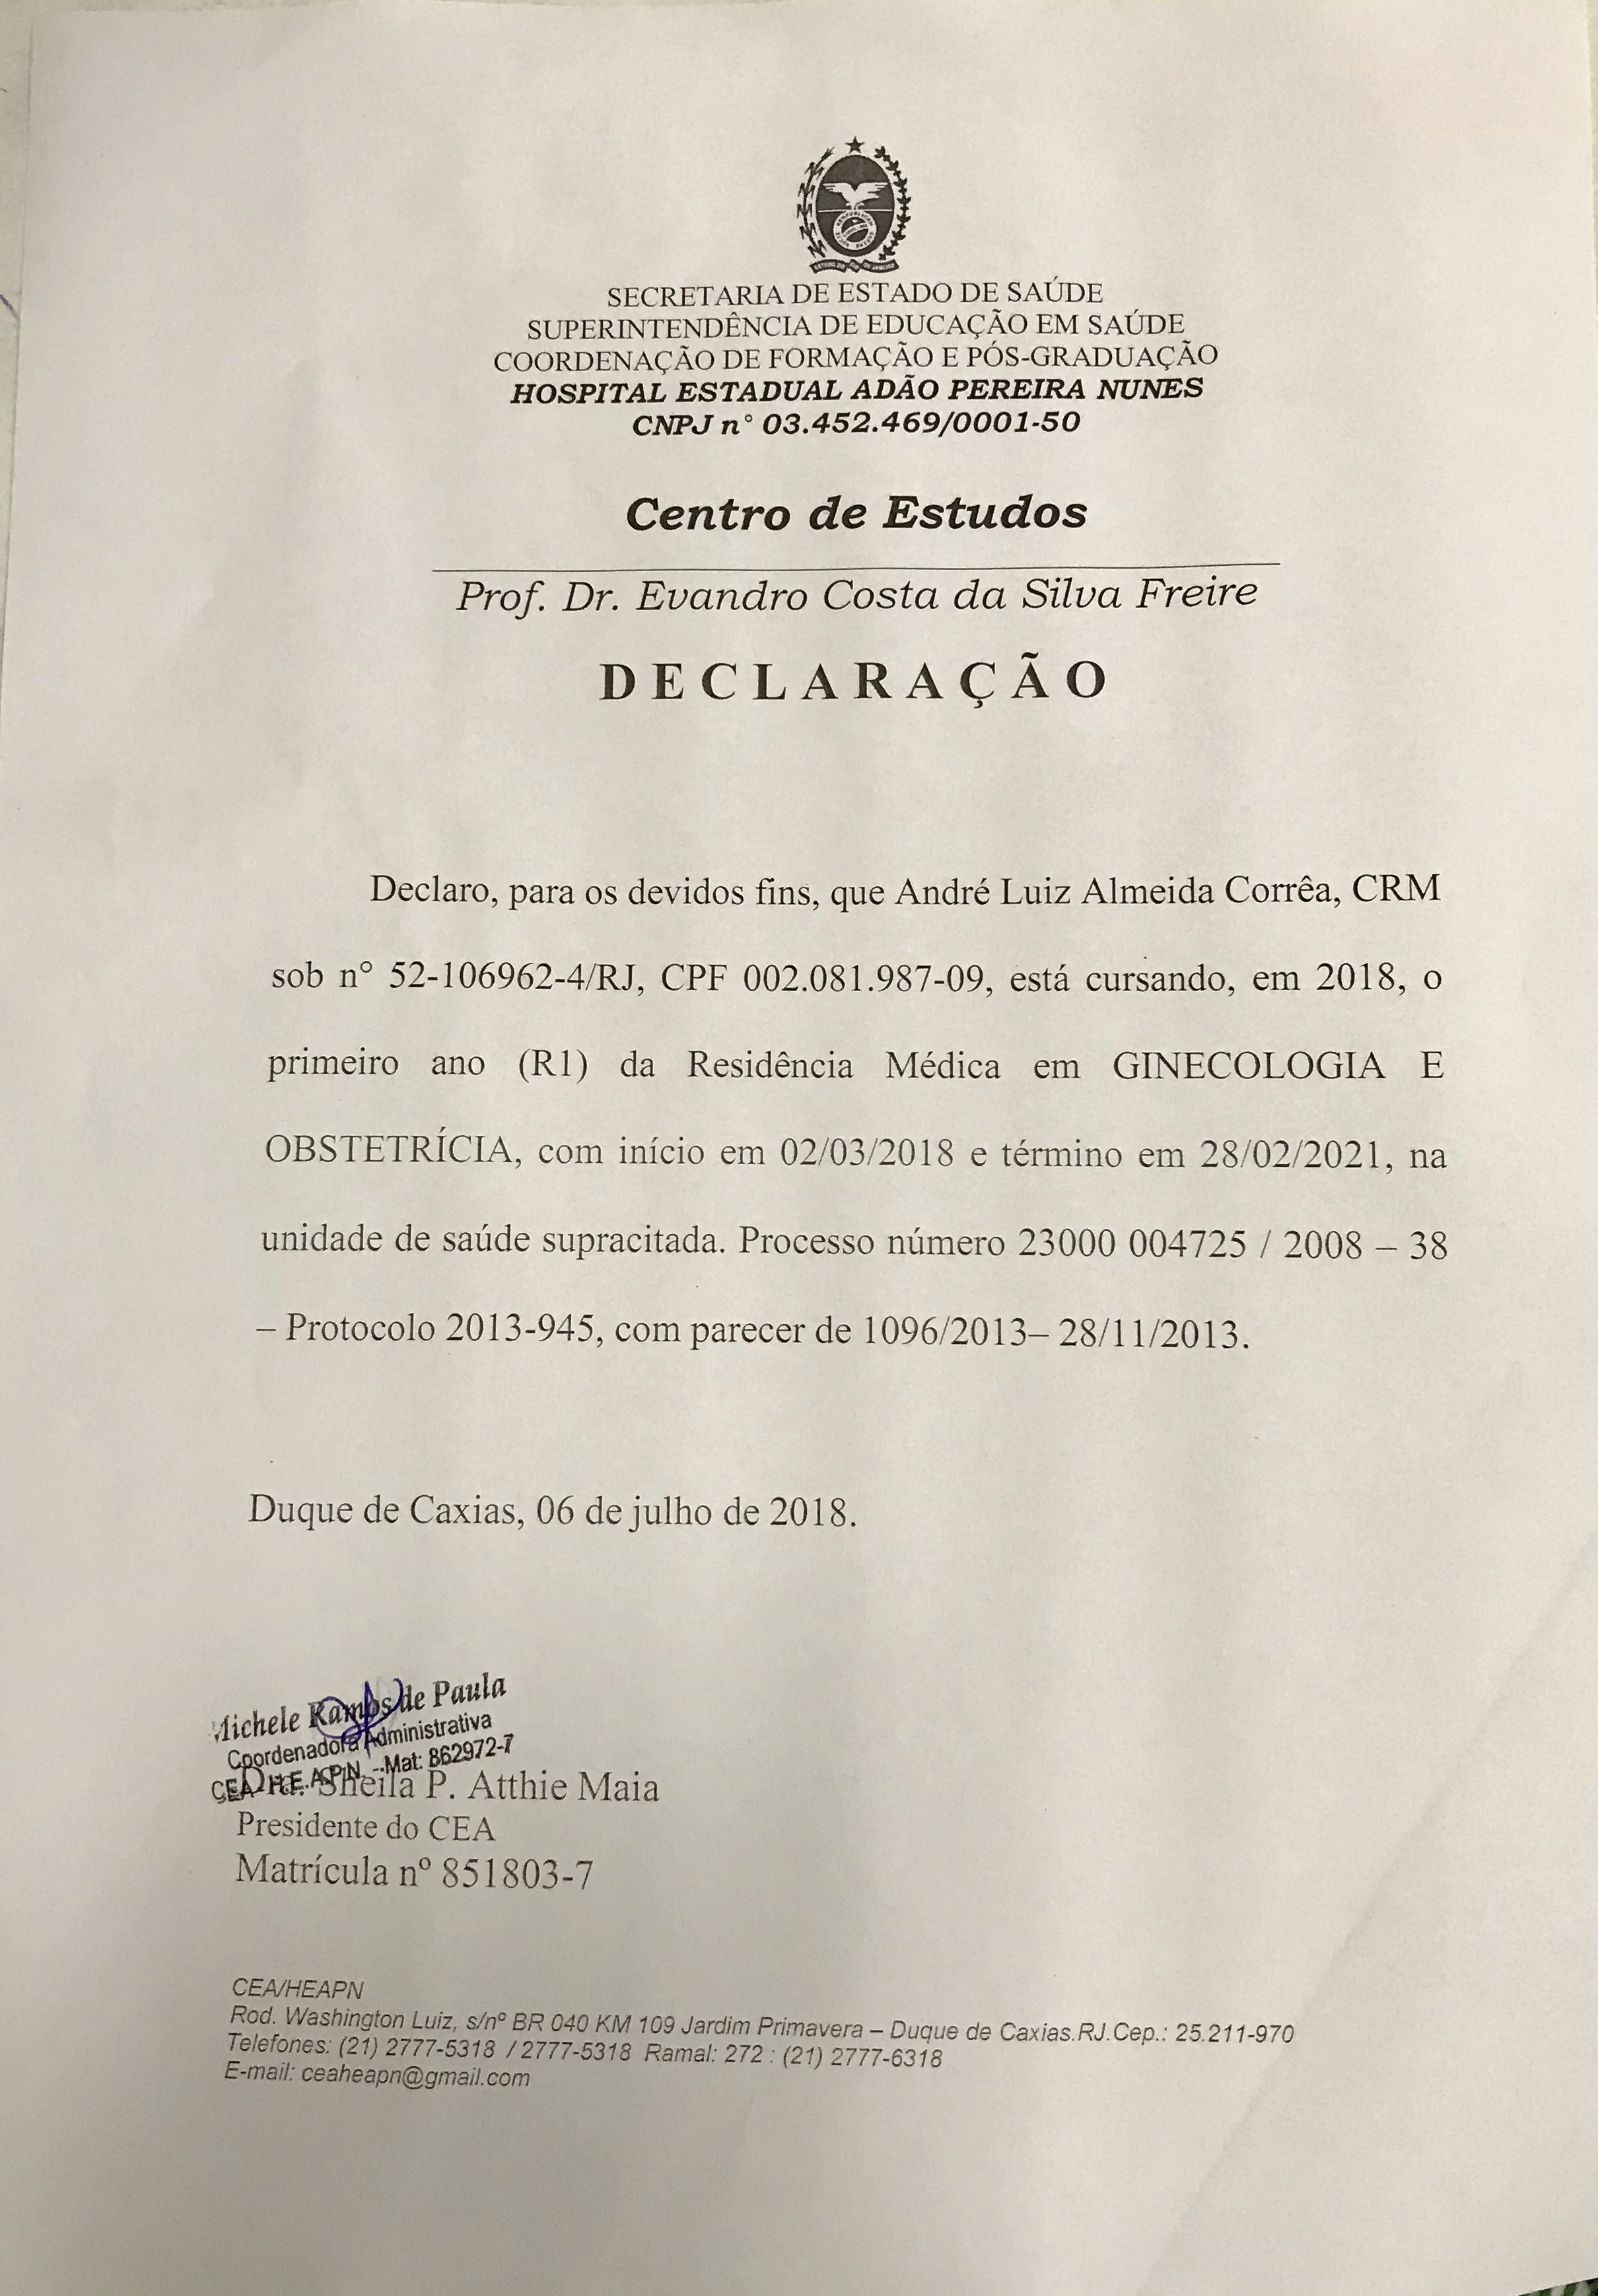 SECRETARIA DE ESTADO DE SAÚDE
SUPERINTENDÊNCIA DE EDUCAÇÃO EM SAÚDE
COORDENAÇÃO DE FORMAÇÃO E PÓS-GRADUAÇÃO
HOSPITAL ESTADUAL ADÃO PEREIRA NUNES
CNPJ n° 03.452.469/0001-50
Centro de Estudos
Prof. Dr. Evandro Costa da Silva Freire
DECLARAÇÃO
Declaro, para os devidos fins, que André Luiz Almeida Corrêa, CRM
sob n° 52-106962-4/RJ, CPF 002.081.987-09, está cursando, em 2018, o
primeiro ano (R1) da Residência Médica em GINECOLOGIA E
OBSTETRÍCIA, com início em 02/03/2018 e término em 28/02/2021, na
unidade de saúde supracitada. Processo número 23000 004725 / 2008 – 38
– Protocolo 2013-945, com parecer de 1096/2013– 28/11/2013.
Duque de Caxias, 06 de julho de 2018.
Michele Ramos de Paula
Coordenadora Administrativa
CEA - H.E.A.P.N. - Mat: 862972-7
Dra. Sheila P. Atthie Maia
Presidente do CEA
Matrícula nº 851803-7
CEA/HEAPN
Rod. Washington Luiz, s/nº BR 040 KM 109 Jardim Primavera – Duque de Caxias.RJ.Cep.: 25.211-970
Telefones: (21) 2777-5318 / 2777-5318 Ramal: 272 : (21) 2777-6318
E-mail: ceaheapn@gmail.com